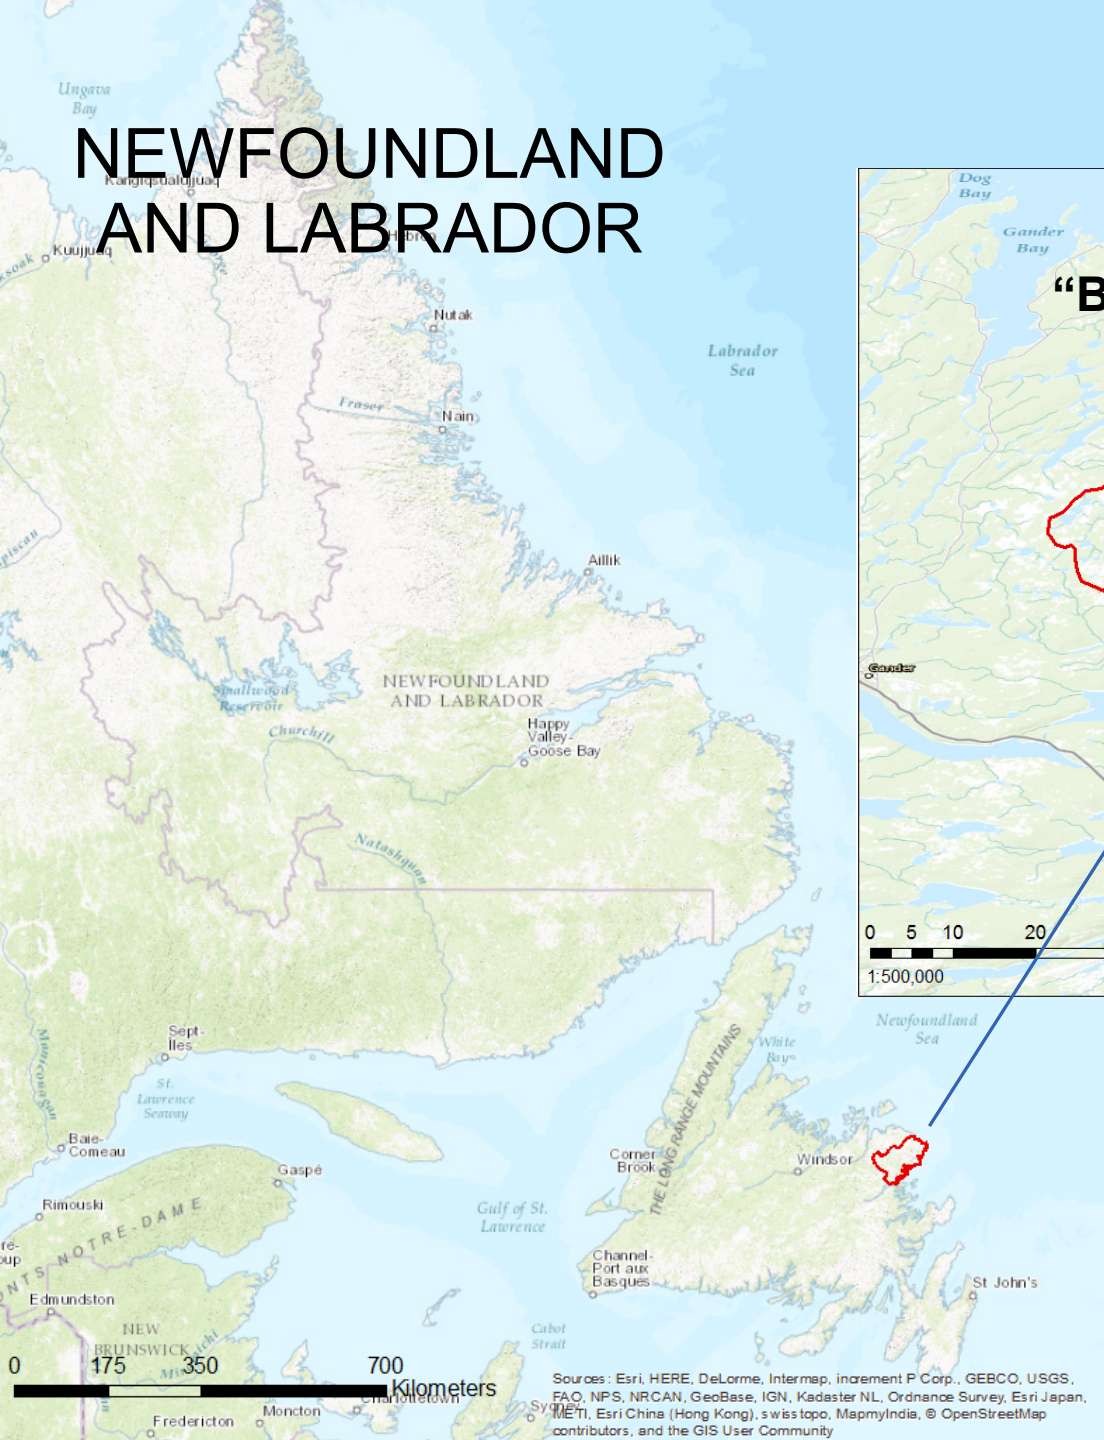 Ungava
Bay
NEWFOUNDLAND
AND LABRADOR
Kangiqsualujjuaq
Kuujjuaq
Hebron
Nutak
Labrador
Sea
Fraser
Nain
Aillik
NEWFOUNDLAND
AND LABRADOR
Smallwood
Reservoir
Churchill
Happy
Valley-
Goose Bay
Natashquan
Dog
Bay
Gander
Bay
“B
Gander
0 5 10 20
1:500,000
Newfoundland
Sea
Manicouagan
Sept-
Îles
St.
Lawrence
Seaway
White
Bay
THE LONG RANGE MOUNTAINS
Baie-
Comeau
Corner
Brook
Windsor
Gaspé
Rimouski
Gulf of St.
Lawrence
NOTRE-DAME
Channel-
Port aux
Basques
St John's
Edmundston
NEW
BRUNSWICK
Cabot
Strait
0 175 350 700
Kilometers
Charlottetown
Moncton
Fredericton
Sydney
Sources: Esri, HERE, DeLorme, Intermap, increment P Corp., GEBCO, USGS,
FAO, NPS, NRCAN, GeoBase, IGN, Kadaster NL, Ordnance Survey, Esri Japan,
METI, Esri China (Hong Kong), swisstopo, MapmyIndia, © OpenStreetMap
contributors, and the GIS User Community